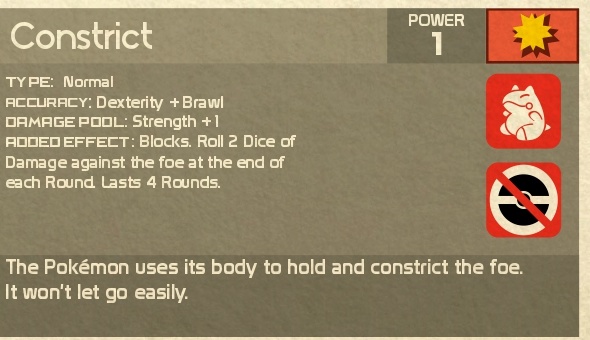 Constrict
POWER
1
TYPE: Normal
ACCURACY: Dexterity +Brawl
DAMAGE POOL: Strength +1
ADDED EFFECT: Blocks. Roll 2 Dice of
Damage against the foe at the end of
each Round. Lasts 4 Rounds.
The Pokémon uses its body to hold and constrict the foe.
It won't let go easily.